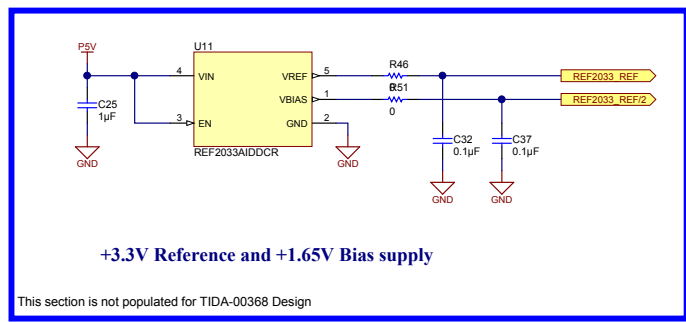 P5V
U11
R46
4
VIN
VREF
5
REF2033_REF
0
R51
C25
1µF
VBIAS
1
REF2033_REF/2
0
3
EN
GND
2
C32
0.1µF
C37
0.1µF
REF2033AIDDCR
GND
GND
GND
GND
+3.3V Reference and +1.65V Bias supply
This section is not populated for TIDA-00368 Design